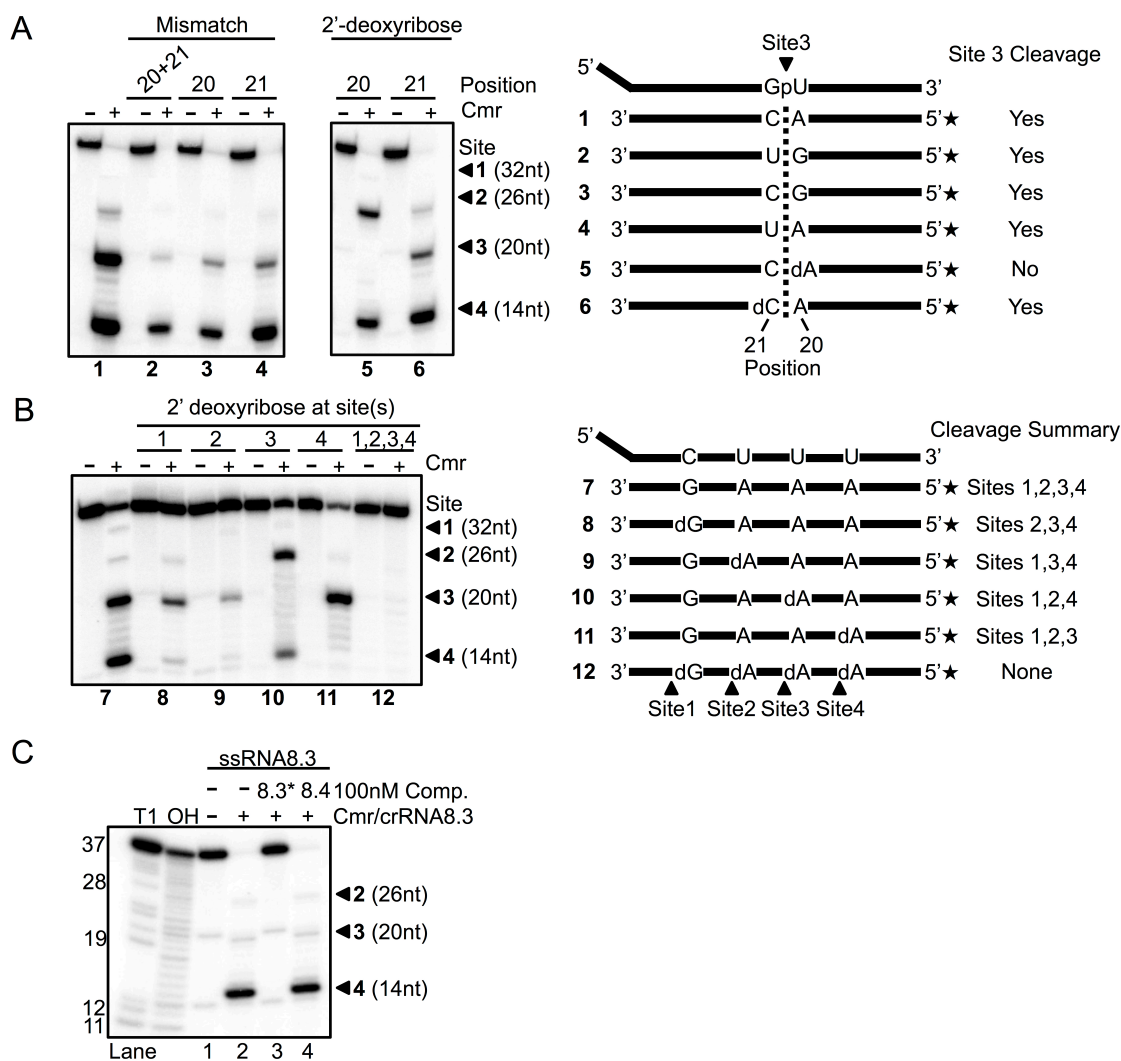 A
Mismatch
20+21 20 21
– + – + – +
2'-deoxyribose
20 21 Position
– + – + Cmr
Site
1 (32nt)
2 (26nt)
3 (20nt)
4 (14nt)
1 2 3 4 5 6
Site3
Site 3 Cleavage
5' GpU 3'
1 3' C A 5'★ Yes
2 3' U G 5'★ Yes
3 3' C G 5'★ Yes
4 3' U A 5'★ Yes
5 3' C dA 5'★ No
6 3' dC A 5'★ Yes
21 20
Position
B
2' deoxyribose at site(s)
1 2 3 4 1,2,3,4
– + – + – + – + – + – + Cmr
Site
1 (32nt)
2 (26nt)
3 (20nt)
4 (14nt)
7 8 9 10 11 12
Cleavage Summary
5' C U U U 3'
7 3' G A A A 5'★ Sites 1,2,3,4
8 3' dG A A A 5'★ Sites 2,3,4
9 3' G dA A A 5'★ Sites 1,3,4
10 3' G A dA A 5'★ Sites 1,2,4
11 3' G A A dA 5'★ Sites 1,2,3
12 3' dG dA dA dA 5'★ None
Site1 Site2 Site3 Site4
C
ssRNA8.3
– – 8.3* 8.4 100nM Comp.
T1 OH – + + + Cmr/crRNA8.3
37
28
19
12
11
2 (26nt)
3 (20nt)
4 (14nt)
Lane 1 2 3 4